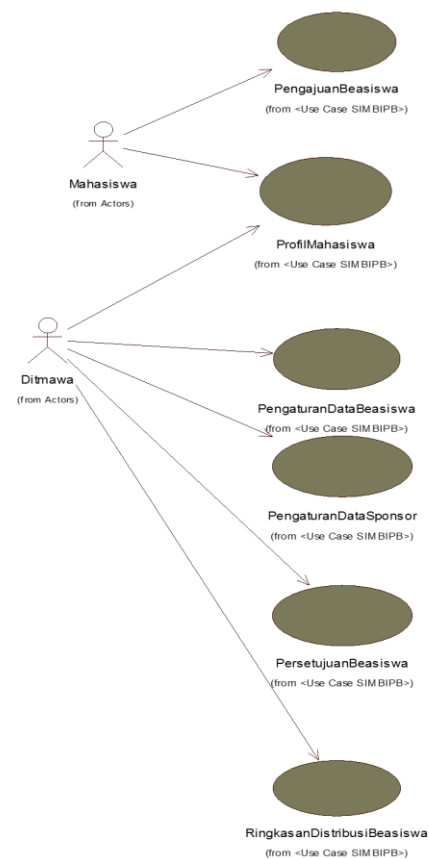 PengajuanBeasiswa
(from <Use Case SIMBIPB>)
Mahasiswa
(from Actors)
ProfilMahasiswa
(from <Use Case SIMBIPB>)
Ditmawa
(from Actors)
PengaturanDataBeasiswa
(from <Use Case SIMBIPB>)
PengaturanDataSponsor
(from <Use Case SIMBIPB>)
PersetujuanBeasiswa
(from <Use Case SIMBIPB>)
RingkasanDistribusiBeasiswa
(from <Use Case SIMBIPB>)